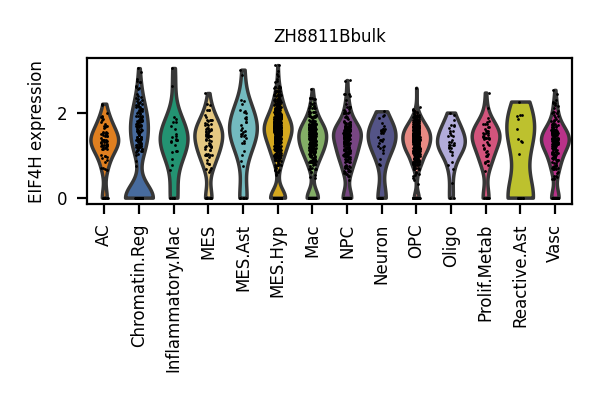 ZH8811Bbulk
EIF4H expression
2
0
AC
Chromatin.Reg
Inflammatory.Mac
MES
MES.Ast
MES.Hyp
Mac
NPC
Neuron
OPC
Oligo
Prolif.Metab
Reactive.Ast
Vasc